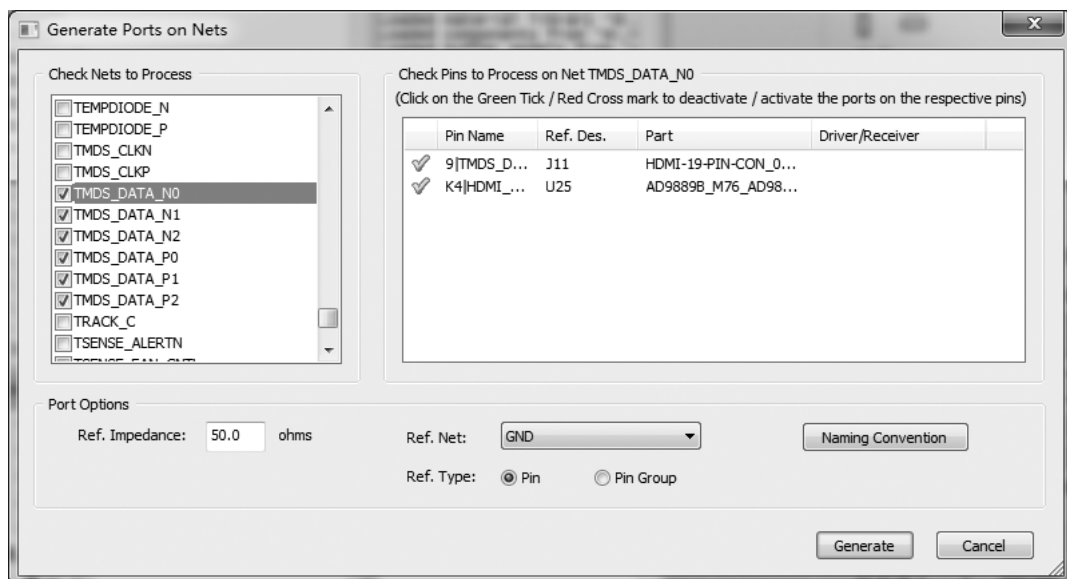 Generate Ports on Nets
Check Nets to Process
TEMPDIODE_N
TEMPDIODE_P
TMDS_CLKN
TMDS_CLKP
TMDS_DATA_N0
TMDS_DATA_N1
TMDS_DATA_N2
TMDS_DATA_P0
TMDS_DATA_P1
TMDS_DATA_P2
TRACK_C
TSENSE_ALERTN
Check Pins to Process on Net TMDS_DATA_N0
(Click on the Green Tick / Red Cross mark to deactivate / activate the ports on the respective pins)
Pin Name Ref. Des. Part Driver/Receiver
9|TMDS_D... J11 HDMI-19-PIN-CON_0...
K4|HDMI_... U25 AD9889B_M76_AD98...
Port Options
Ref. Impedance: 50.0 ohms
Ref. Net: GND
Naming Convention
Ref. Type: Pin Pin Group
Generate Cancel